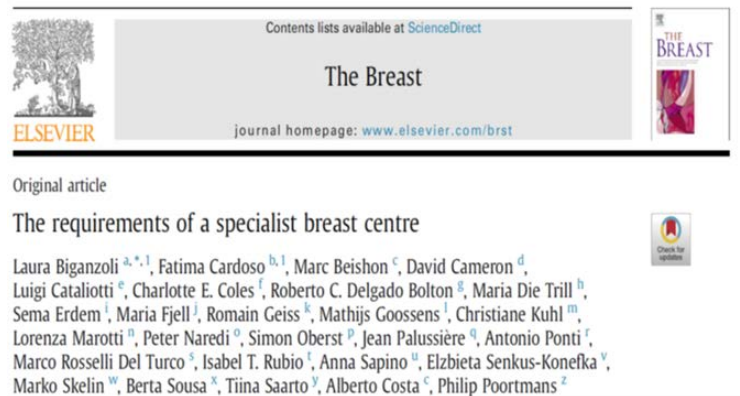 Contents lists available at ScienceDirect
The Breast
ELSEVIER
journal homepage: www.elsevier.com/brst
THE
BREAST
Original article
The requirements of a specialist breast centre
Check for
updates
Laura Biganzoli a, *, 1, Fatima Cardoso b, 1, Marc Beishon c, David Cameron d,
Luigi Cataliotti e, Charlotte E. Coles f, Roberto C. Delgado Bolton g, Maria Die Trill h,
Sema Erdem i, Maria Fjell j, Romain Geiss k, Mathijs Goossens l, Christiane Kuhl m,
Lorenza Marotti n, Peter Naredi o, Simon Oberst p, Jean Palussière q, Antonio Ponti r,
Marco Rosselli Del Turco s, Isabel T. Rubio t, Anna Sapino u, Elzbieta Senkus-Konefka v,
Marko Skelin w, Berta Sousa x, Tiina Saarto y, Alberto Costa c, Philip Poortmans z